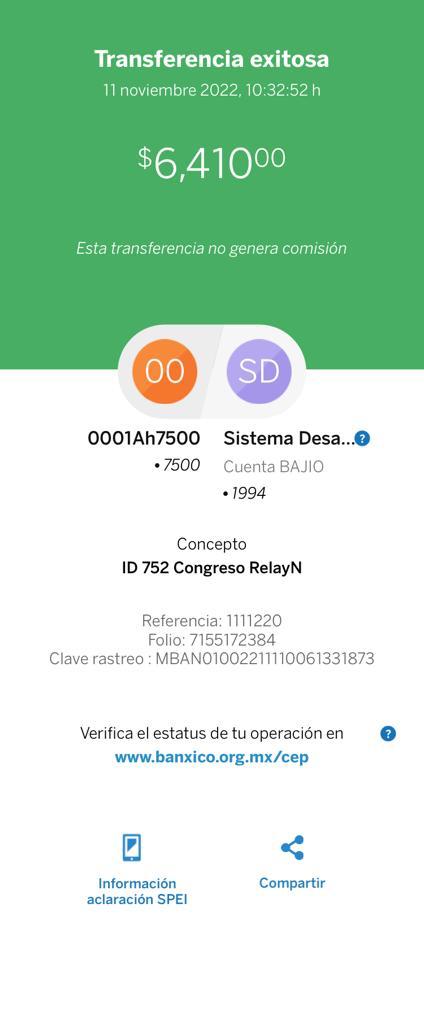 Transferencia exitosa
11 noviembre 2022, 10:32:52 h
$6,410⁰⁰
Esta transferencia no genera comisión
00 SD
0001Ah7500 Sistema Desa... ?
• 7500 Cuenta BAJIO
• 1994
Concepto
ID 752 Congreso RelayN
Referencia: 1111220
Folio: 7155172384
Clave rastreo : MBAN01002211110061331873
Verifica el estatus de tu operación en ?
www.banxico.org.mx/cep
Información Compartir
aclaración SPEI